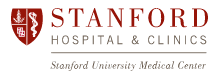 STANFORD
HOSPITAL & CLINICS
Stanford University Medical Center